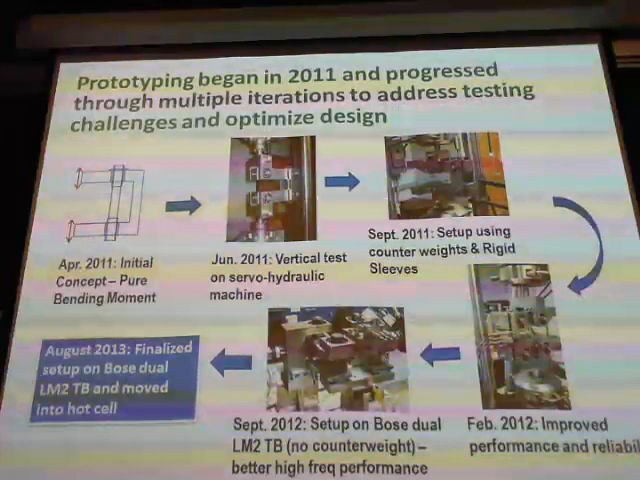 Prototyping began in 2011 and progressed
through multiple iterations to address testing
challenges and optimize design
Apr. 2011: Initial
Concept – Pure
Bending Moment
Jun. 2011: Vertical test
on servo-hydraulic
machine
Sept. 2011: Setup using
counter weights & Rigid
Sleeves
Feb. 2012: Improved
performance and reliabil
Sept. 2012: Setup on Bose dual
LM2 TB (no counterweight) –
better high freq performance
August 2013: Finalized
setup on Bose dual
LM2 TB and moved
into hot cell